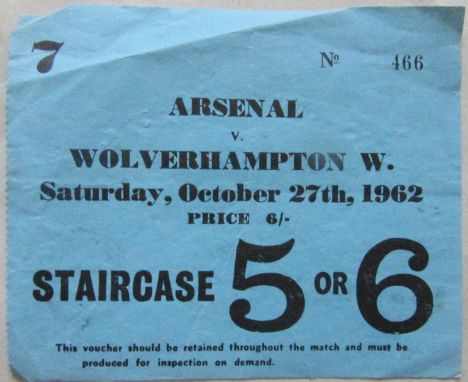 7 Nº 466
ARSENAL
v.
WOLVERHAMPTON W.
Saturday, October 27th, 1962
PRICE 6/-
STAIRCASE 5 OR 6
This voucher should be retained throughout the match and must be
produced for inspection on demand.